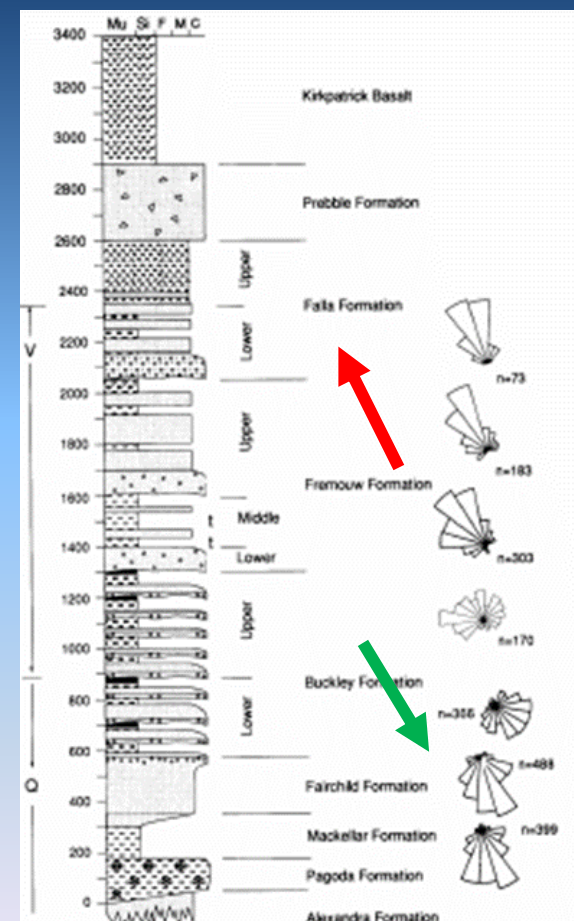 Mu Si F M C
3400
3200
Kirkpatrick Basalt
3000
2800
Prebble Formation
2600
Upper
2400
Falla Formation
V
Lower
2200
n=73
2000
Upper
1800
n=183
Fremouw Formation
1600
t Middle
n=303
t
1400
Lower
1200
Upper
n=170
1000
Buckley Formation
800
n=356
Lower
600
n=488
Q
Fairchild Formation
400
n=399
Mackellar Formation
200
Pagoda Formation
0
Alexandra Formation